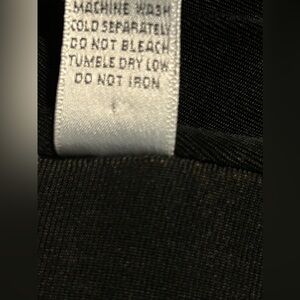 MACHINE WASH
COLD SEPARATELY
DO NOT BLEACH
TUMBLE DRY LOW
DO NOT IRON